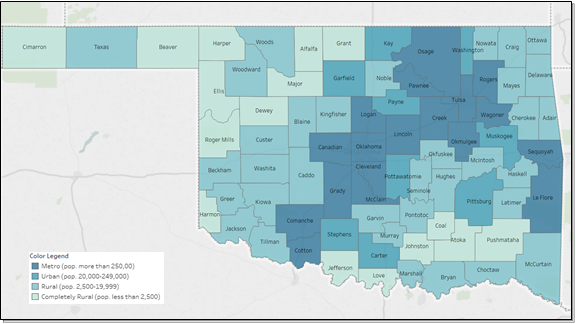 Cimarron
Texas
Beaver
Harper
Woods
Alfalfa
Grant
Kay
Osage
Washington
Nowata
Craig
Ottawa
Woodward
Ellis
Major
Garfield
Noble
Pawnee
Rogers
Mayes
Delaware
Dewey
Blaine
Kingfisher
Logan
Payne
Creek
Tulsa
Wagoner
Cherokee
Adair
Roger Mills
Custer
Canadian
Oklahoma
Lincoln
Okfuskee
Okmulgee
Muskogee
Sequoyah
Beckham
Washita
Caddo
Grady
Cleveland
McClain
Pottawatomie
Seminole
Hughes
McIntosh
Haskell
Pittsburg
Latimer
Le Flore
Harmon
Greer
Kiowa
Jackson
Tillman
Comanche
Cotton
Stephens
Garvin
Murray
Pontotoc
Coal
Atoka
Pushmataha
McCurtain
Jefferson
Carter
Love
Johnston
Marshall
Bryan
Choctaw
Color Legend
Metro (pop. more than 250,00)
Urban (pop. 20,000-249,000)
Rural (pop. 2,500-19,999)
Completely Rural (pop. less than 2,500)